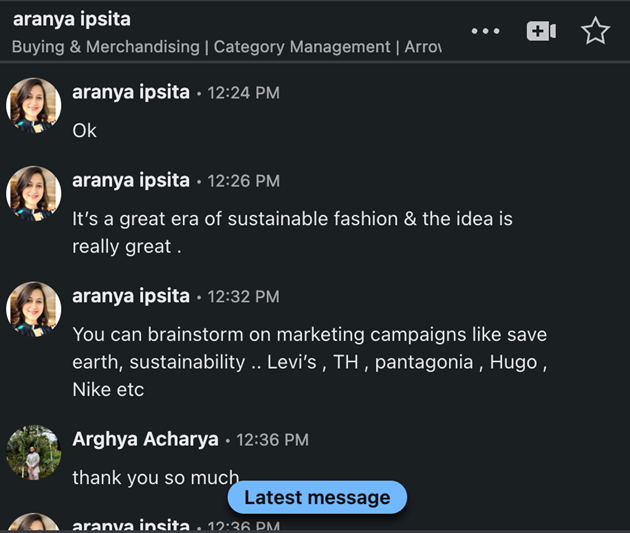 aranya ipsita
Buying & Merchandising | Category Management | Arrow
aranya ipsita • 12:24 PM
Ok
aranya ipsita • 12:26 PM
It’s a great era of sustainable fashion & the idea is
really great .
aranya ipsita • 12:32 PM
You can brainstorm on marketing campaigns like save
earth, sustainability .. Levi’s , TH , pantagonia , Hugo ,
Nike etc
Arghya Acharya • 12:36 PM
thank you so much
Latest message
aranya ipsita • 12:36 PM